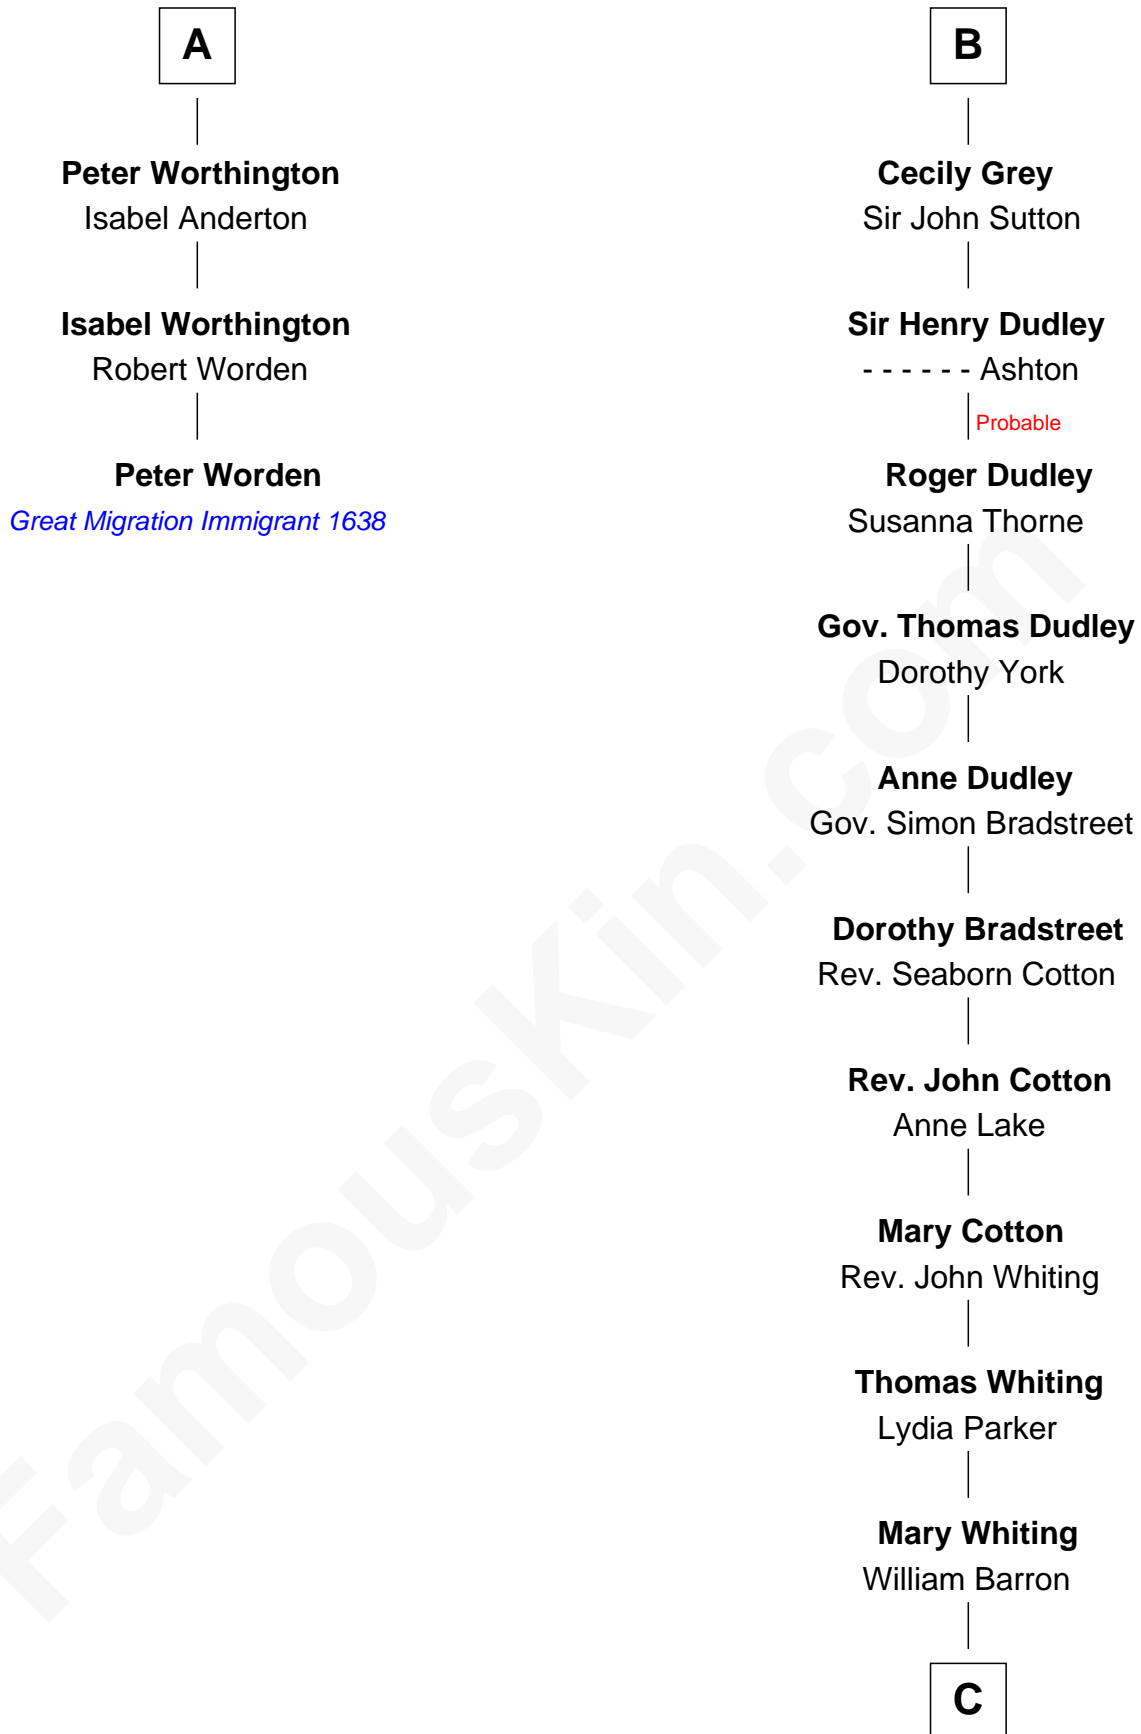 A
Peter Worthington
Isabel Anderton
Isabel Worthington
Robert Worden
Peter Worden
Great Migration Immigrant 1638
B
Cecily Grey
Sir John Sutton
Sir Henry Dudley
- - - - - - Ashton
Probable
Roger Dudley
Susanna Thorne
Gov. Thomas Dudley
Dorothy York
Anne Dudley
Gov. Simon Bradstreet
Dorothy Bradstreet
Rev. Seaborn Cotton
Rev. John Cotton
Anne Lake
Mary Cotton
Rev. John Whiting
Thomas Whiting
Lydia Parker
Mary Whiting
William Barron
C
FamousKin.com